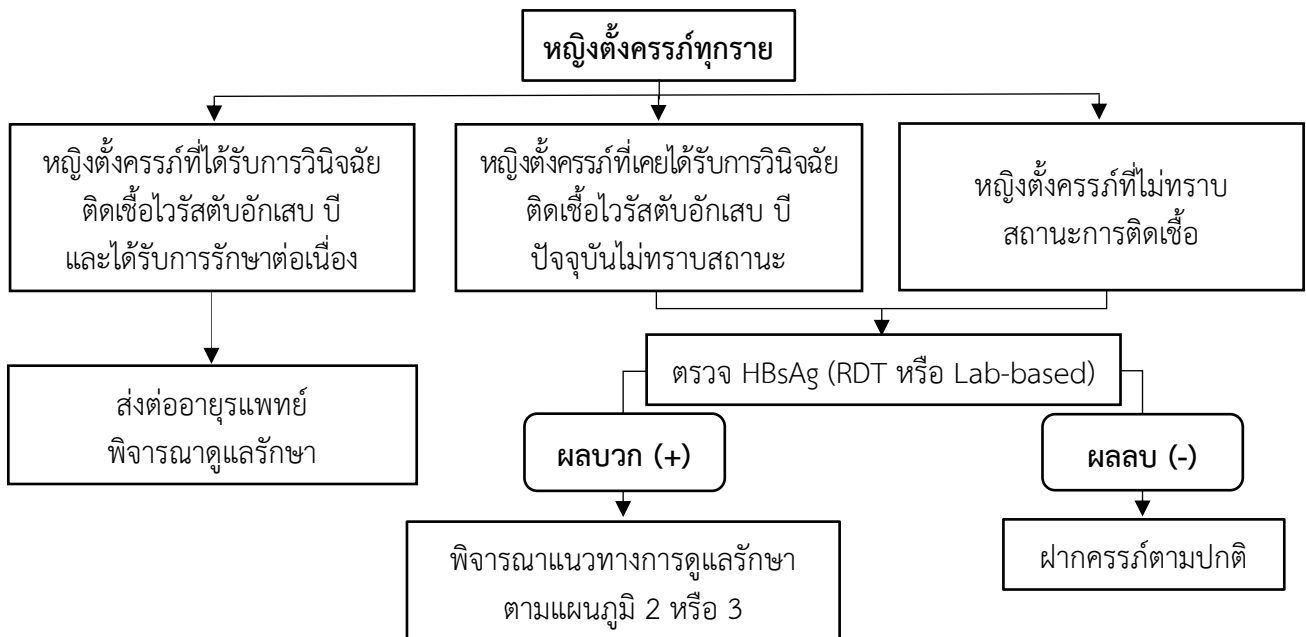 หญิงตั้งครรภ์ทุกราย
หญิงตั้งครรภ์ที่ได้รับการวินิจฉัย
ติดเชื้อไวรัสตับอักเสบ บี
และได้รับการรักษาต่อเนื่อง
หญิงตั้งครรภ์ที่เคยได้รับการวินิจฉัย
ติดเชื้อไวรัสตับอักเสบ บี
ปัจจุบันไม่ทราบสถานะ
หญิงตั้งครรภ์ที่ไม่ทราบ
สถานะการติดเชื้อ
ส่งต่ออายุรแพทย์
พิจารณาดูแลรักษา
ตรวจ HBsAg (RDT หรือ Lab-based)
ผลบวก (+)
ผลลบ (-)
พิจารณาแนวทางการดูแลรักษา
ตามแผนภูมิ 2 หรือ 3
ฝากครรภ์ตามปกติ